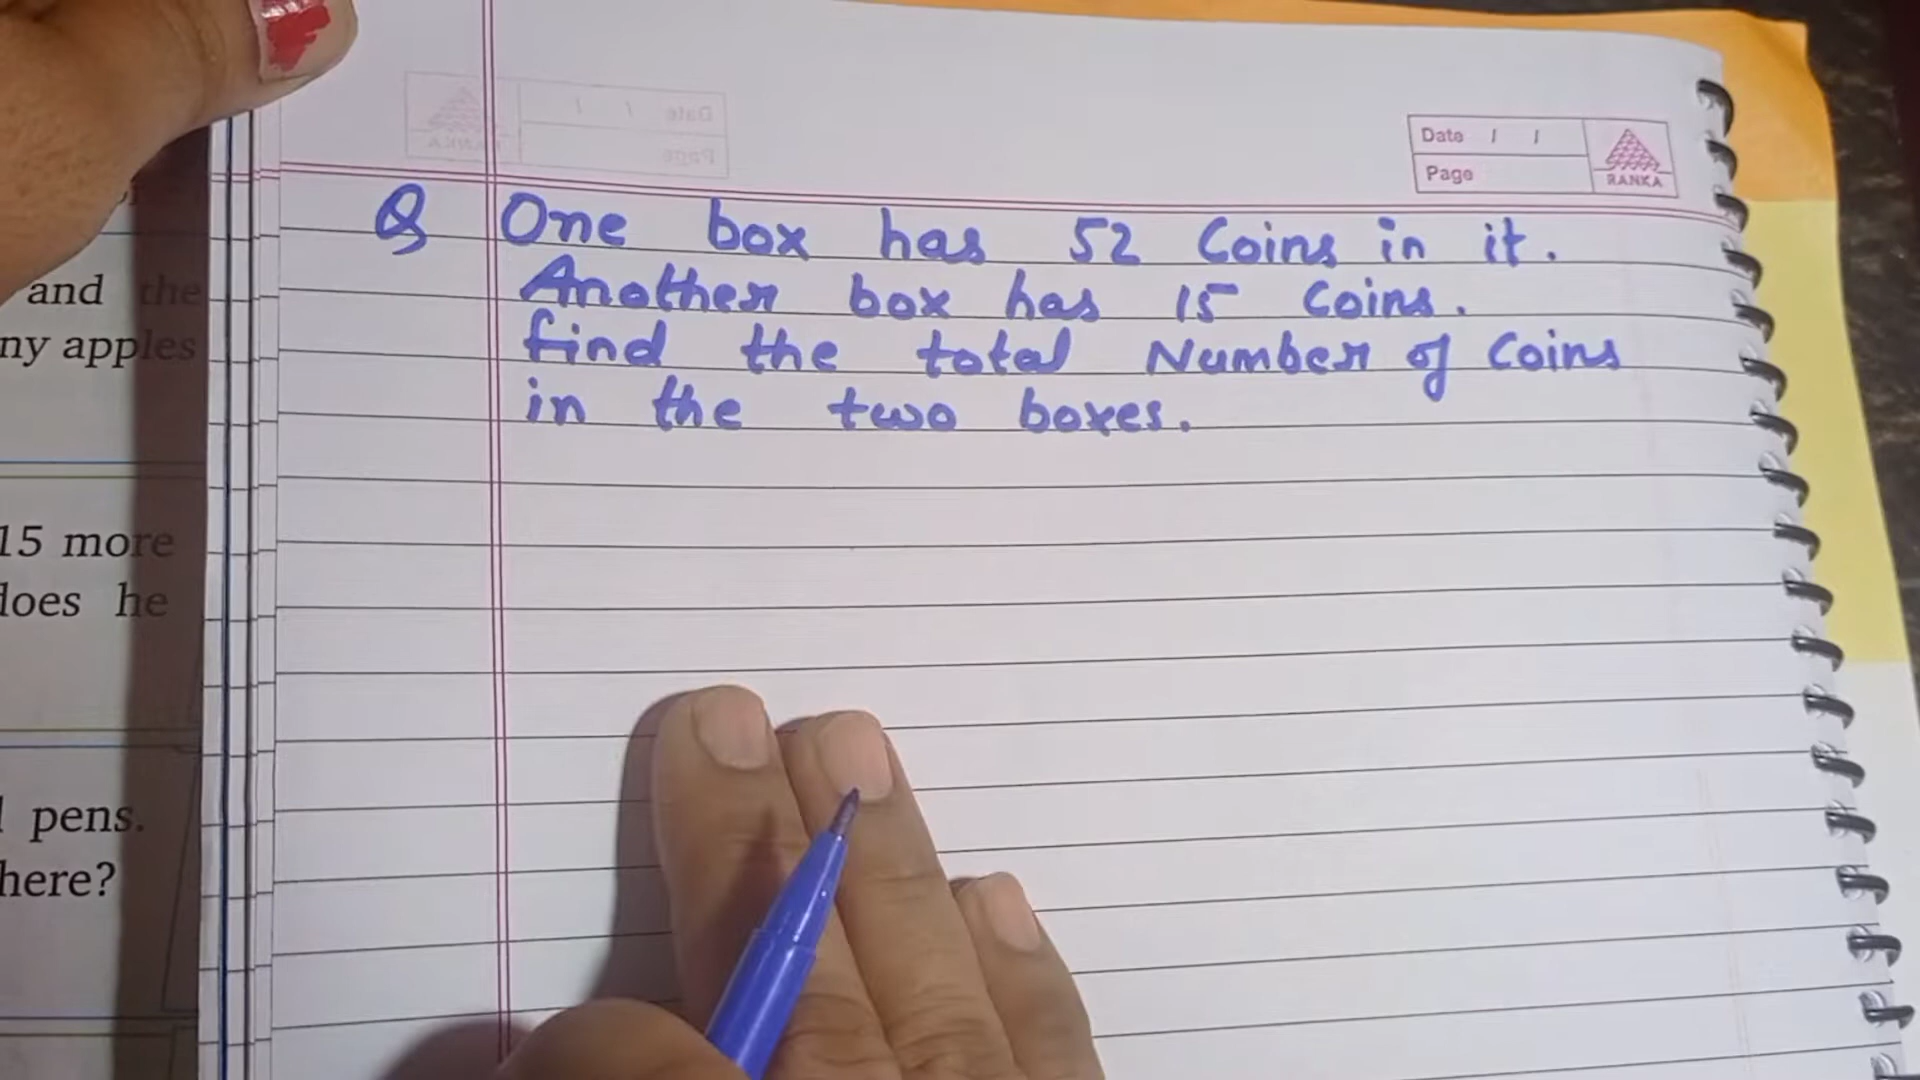 Date / /
Page
RANKA
Q One box has 52 Coins in it.
Another box has 15 Coins.
find the total Number of Coins
in the two boxes.
and the
ny apples
15 more
does he
pens.
here?